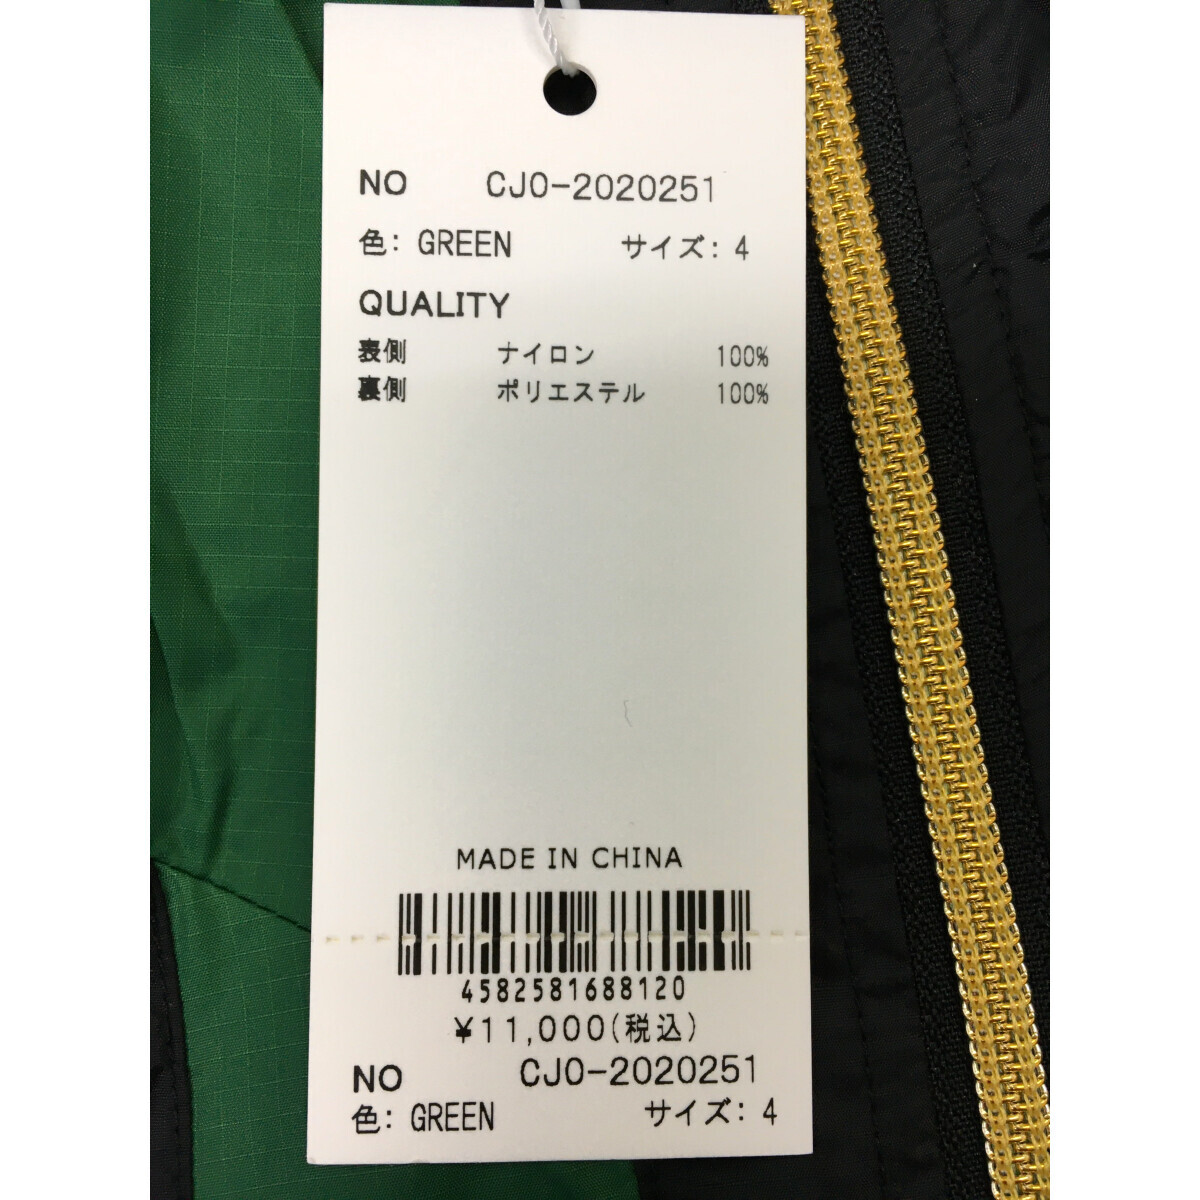 NO CJO-2020251
色: GREEN サイズ: 4
QUALITY
表側 ナイロン 100%
裏側 ポリエステル 100%
MADE IN CHINA
4582581688120
¥11,000(税込)
NO CJO-2020251
色: GREEN サイズ: 4